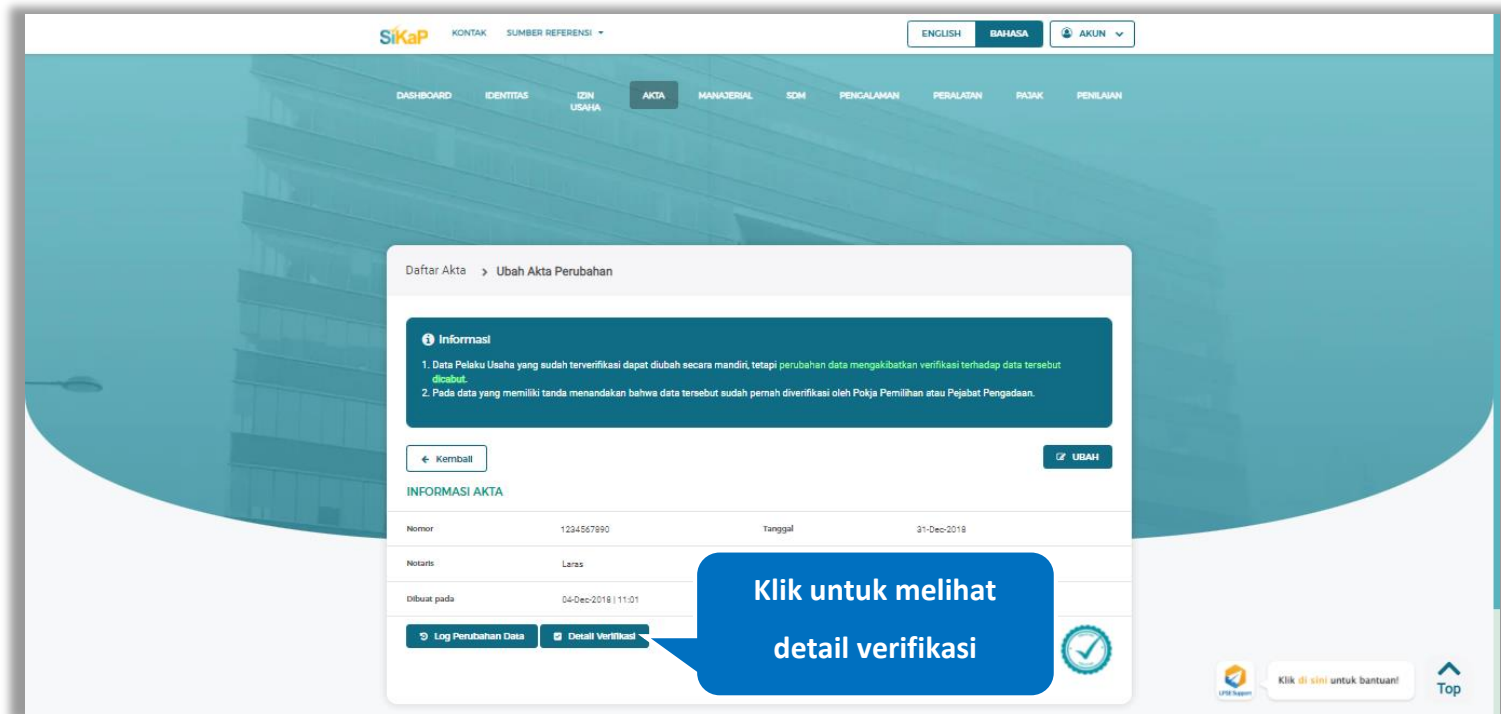 SiKaP KONTAK SUMBER REFERENSI ENGLISH BAHASA AKUN
DASHBOARD IDENTITAS IZIN USAHA AKTA MANAJERIAL SDM PENGALAMAN PERALATAN PAJAK PENILAIAN
Daftar Akta > Ubah Akta Perubahan
Informasi
1. Data Pelaku Usaha yang sudah terverifikasi dapat diubah secara mandiri, tetapi perubahan data mengakibatkan verifikasi terhadap data tersebut
dicabut.
2. Pada data yang memiliki tanda menandakan bahwa data tersebut sudah pernah diverifikasi oleh Pokja Pemilihan atau Pejabat Pengadaan.
Kembali UBAH
INFORMASI AKTA
Nomor 1234567890 Tanggal 31-Dec-2018
Notaris Laras
Dibuat pada 04-Dec-2018 | 11:01
Log Perubahan Data Detail Verifikasi
Klik untuk melihat
detail verifikasi
LPSE Support
Klik di sini untuk bantuan!
Top